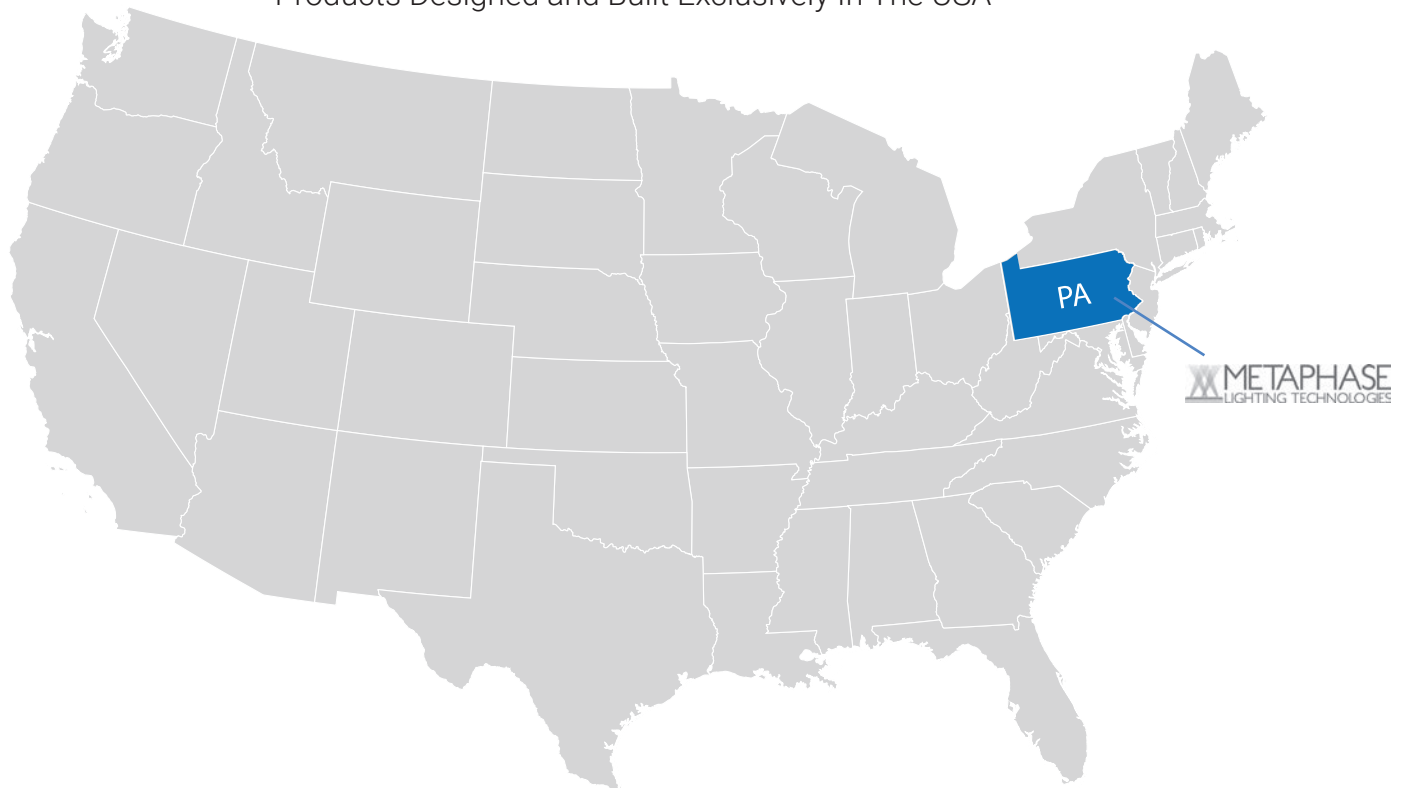 Products Designed and Built Exclusively In The USA
PA
METAPHASE
LIGHTING TECHNOLOGIES